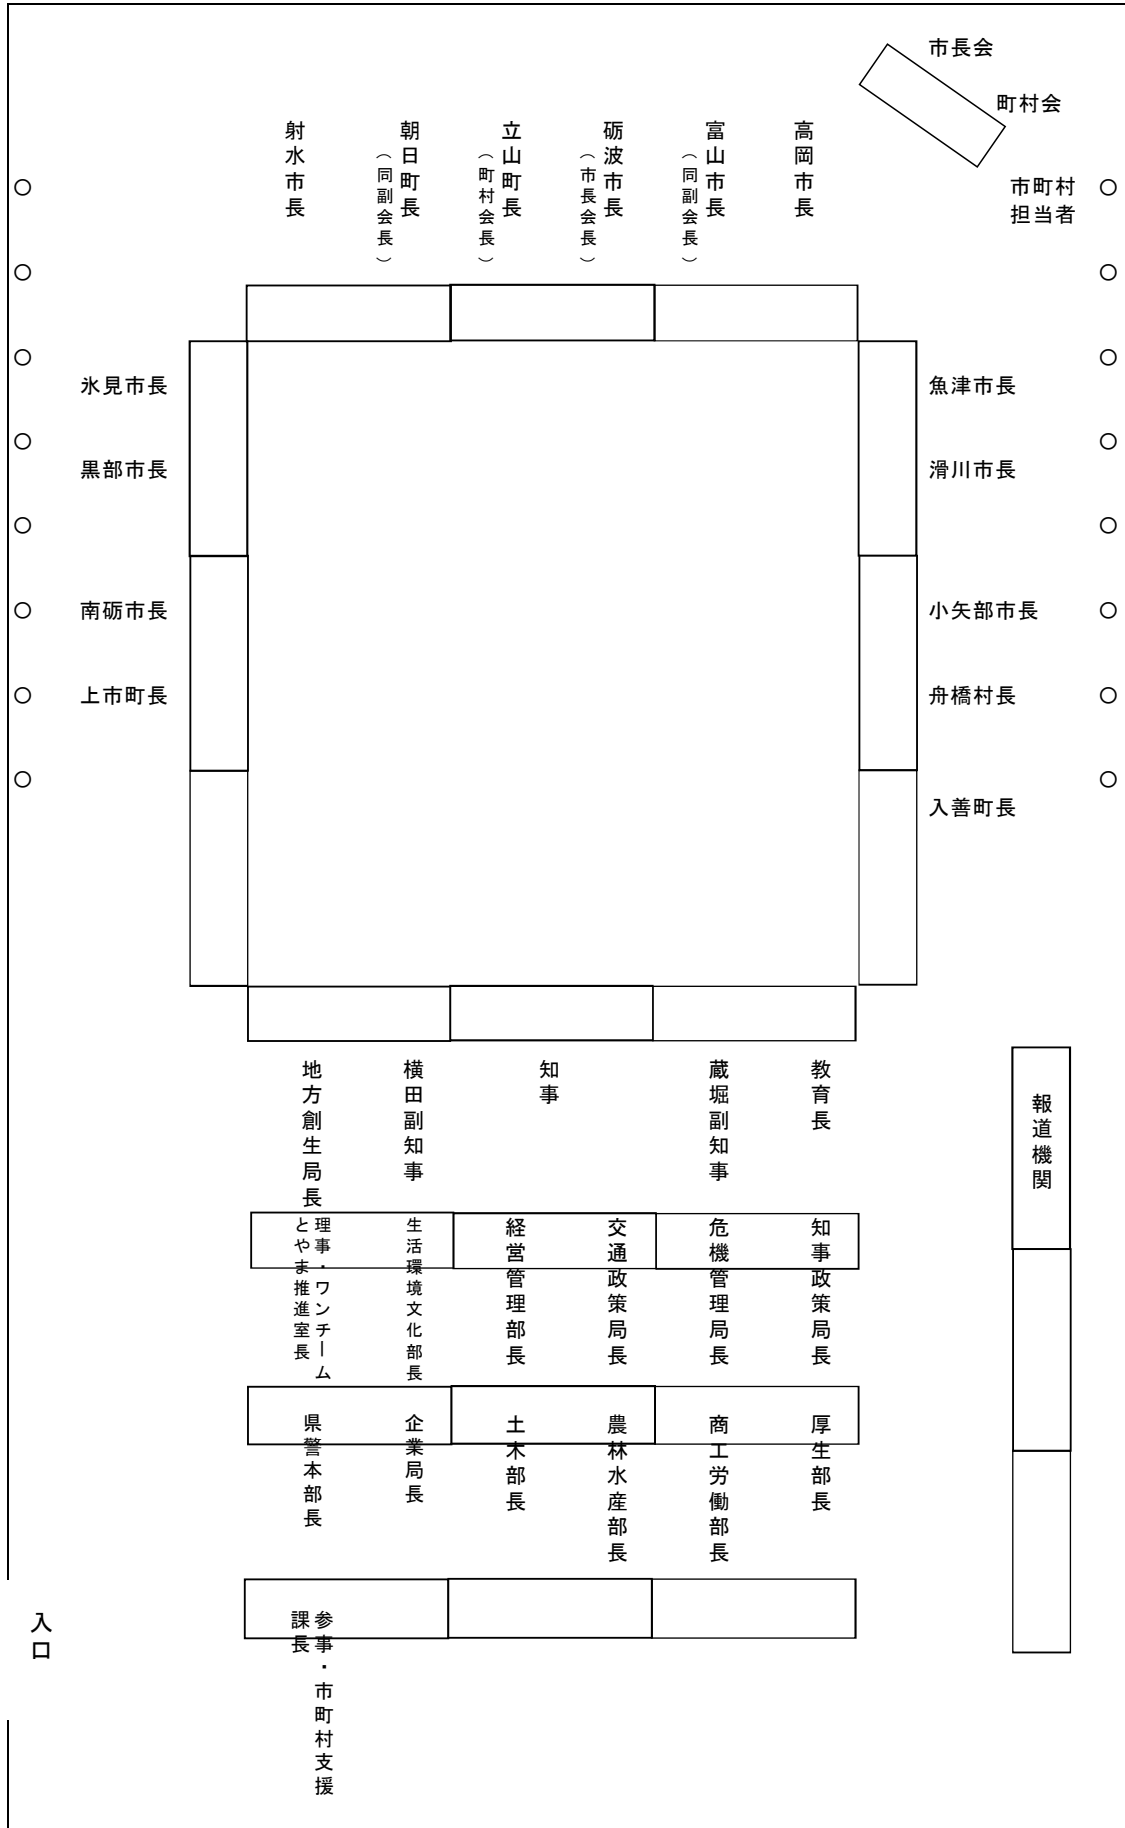 市長会
町村会
市町村
担当者
高岡市長
富山市長
（同副会長）
砺波市長
（市長会長）
立山町長
（町村会長）
朝日町長
（同副会長）
射水市長
氷見市長
黒部市長
南砺市長
上市町長
魚津市長
滑川市長
小矢部市長
舟橋村長
入善町長
教育長
蔵堀副知事
知事
横田副知事
地方創生局長
報道機関
知事政策局長
危機管理局長
交通政策局長
経営管理部長
生活環境文化部長
理事・ワンチーム
とやま推進室長
厚生部長
商工労働部長
農林水産部長
土木部長
企業局長
県警本部長
参事・市町村支援
課長
入口